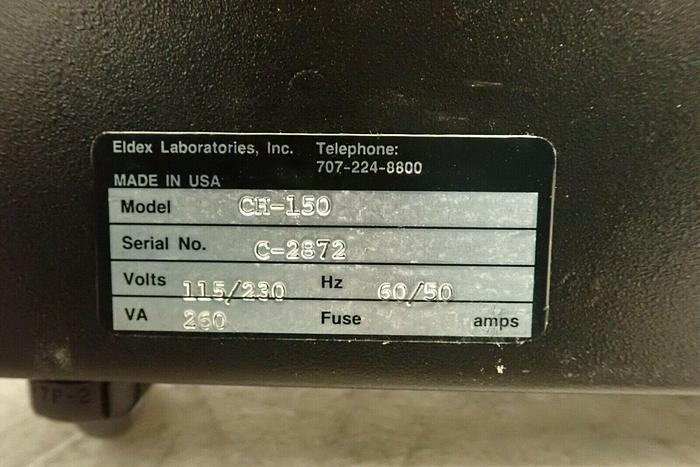 Eldex Laboratories, Inc. Telephone:
707-224-8800
MADE IN USA
Model CH-150
Serial No. C-2872
Volts 115/230 Hz 60/50
VA 260 Fuse amps
7P-2